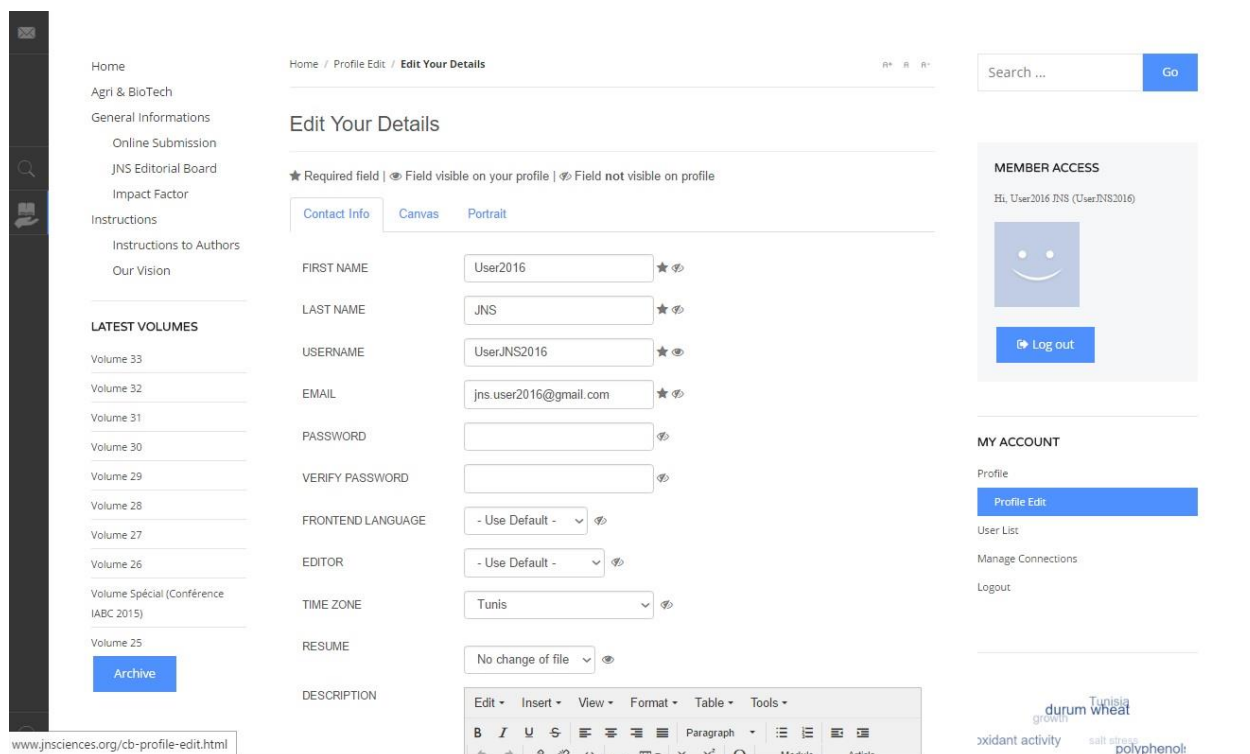 Home
Agri & BioTech
General Informations
Online Submission
JNS Editorial Board
Impact Factor
Instructions
Instructions to Authors
Our Vision
LATEST VOLUMES
Volume 33
Volume 32
Volume 31
Volume 30
Volume 29
Volume 28
Volume 27
Volume 26
Volume Spécial (Conférence
IABC 2015)
Volume 25
Archive
www.jnsciences.org/cb-profile-edit.html
Home / Profile Edit / Edit Your Details
A+ A A-
Edit Your Details
Required field | Field visible on your profile | Field not visible on profile
Contact Info Canvas Portrait
FIRST NAME User2016
LAST NAME JNS
USERNAME UserJNS2016
EMAIL jns.user2016@gmail.com
PASSWORD
VERIFY PASSWORD
FRONTEND LANGUAGE - Use Default -
EDITOR - Use Default -
TIME ZONE Tunis
RESUME No change of file
DESCRIPTION
Edit Insert View Format Table Tools
B I U S Paragraph
Search ... Go
MEMBER ACCESS
Hi, User2016 JNS (UserJNS2016)
Log out
MY ACCOUNT
Profile
Profile Edit
User List
Manage Connections
Logout
Tunisia
durum wheat
growth
oxidant activity salt stress
polyphenols